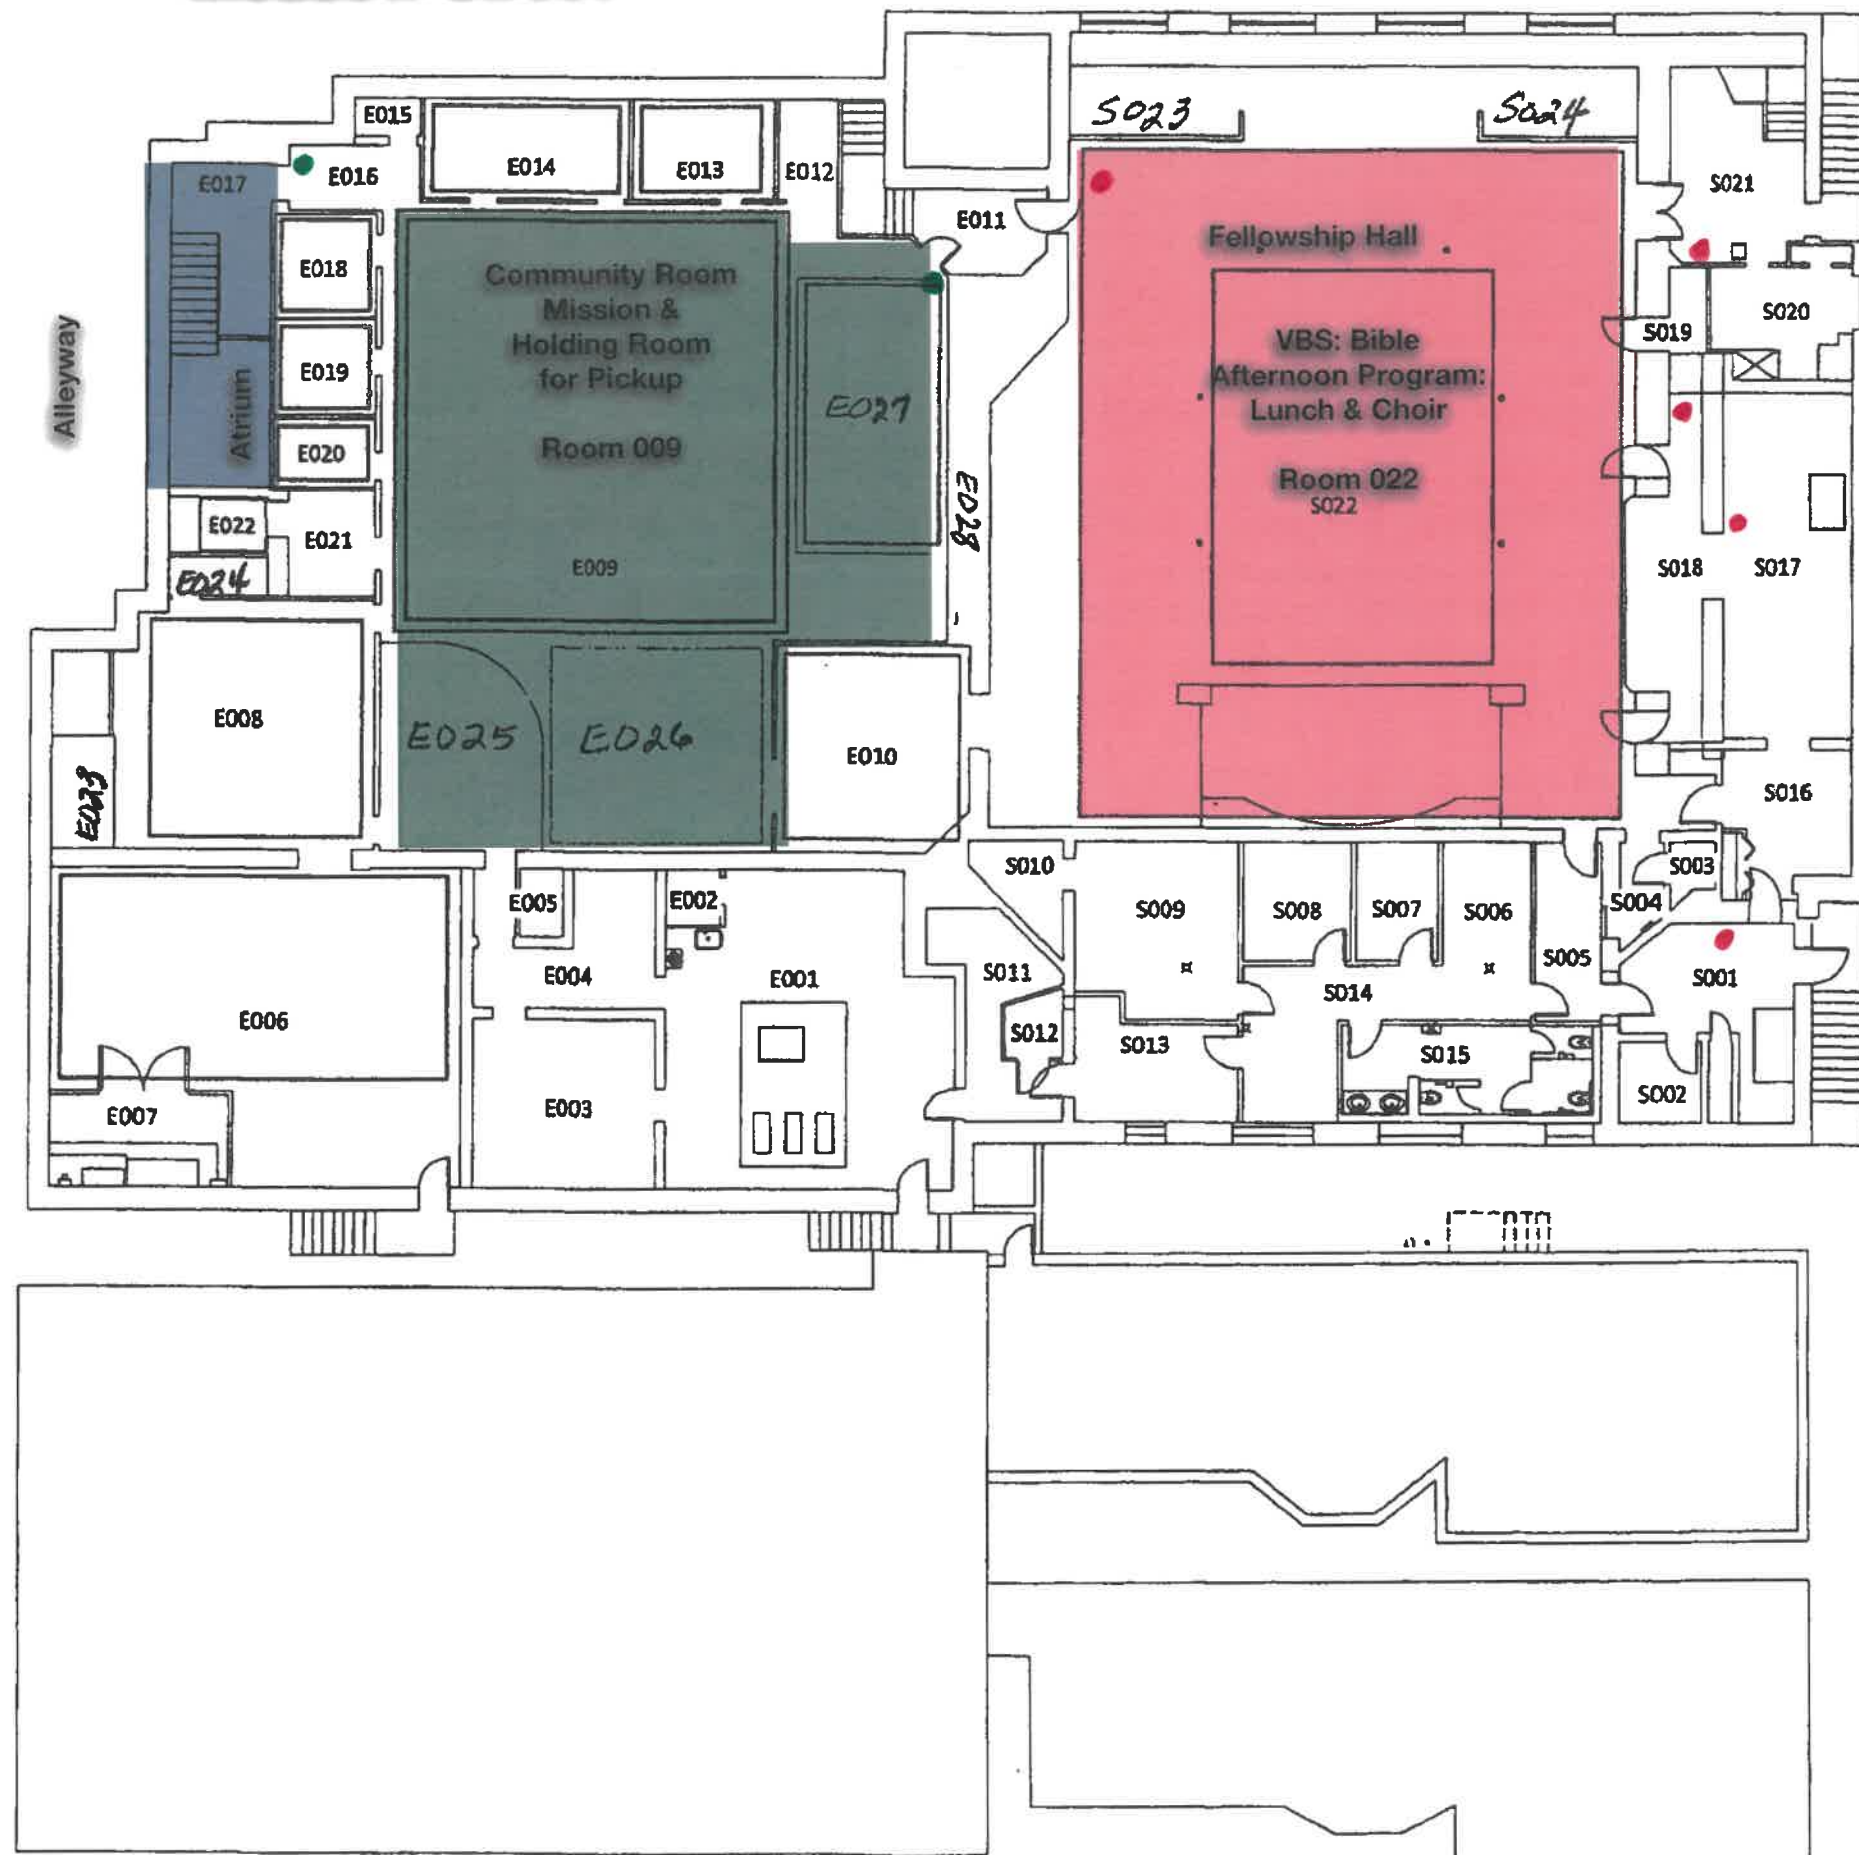 S023
S024
E015
E014
E013
E012
E017
E016
E011
S021
Fellowship Hall
E018
Community Room
Mission &
Holding Room
for Pickup
Room 009
E009
E027
E028
VBS: Bible
Afternoon Program:
Lunch & Choir
Room 022
S022
S020
S019
Alleyway
Atrium
E019
E020
E022
E021
E024
S018
S017
E008
E025
E026
E010
E023
S016
S010
S003
E005
E002
S009
S008
S007
S006
S004
S005
S011
S001
E004
E001
S014
E006
S012
S013
S015
E007
E003
S002